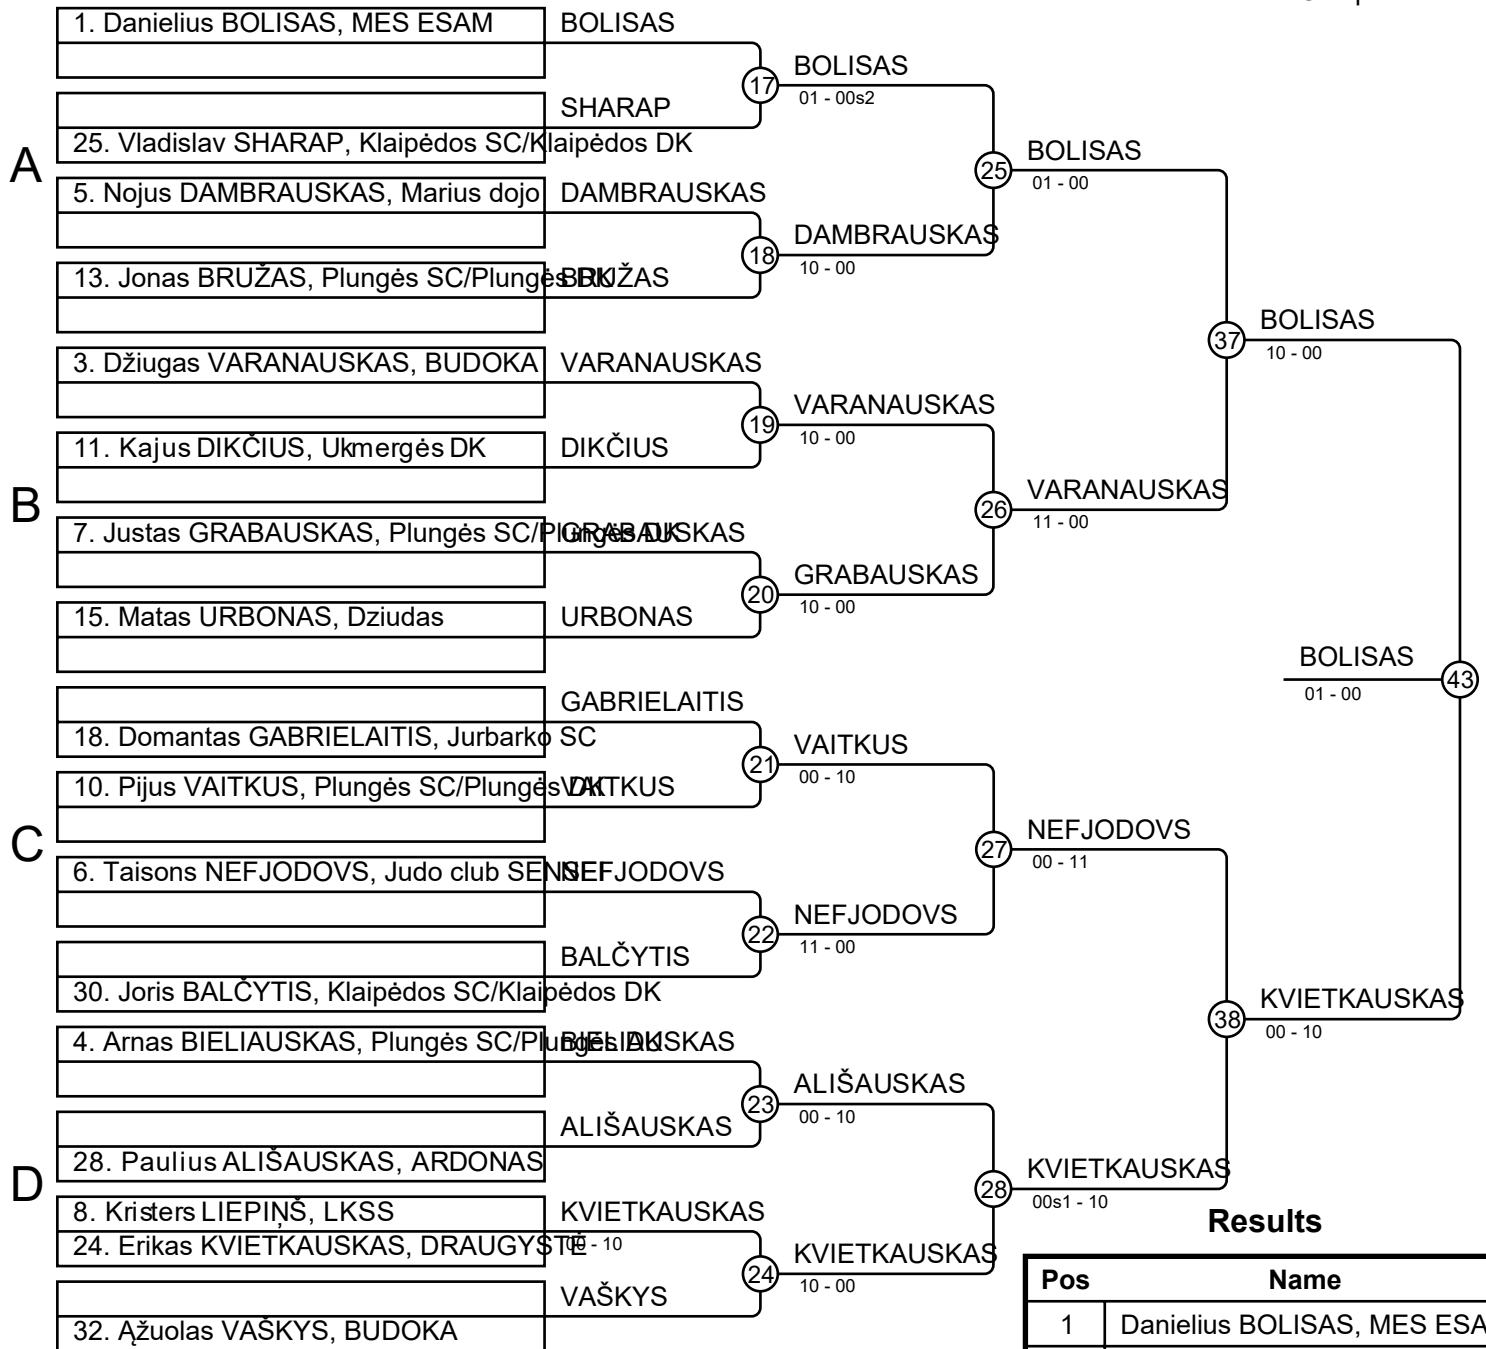 1. Danielius BOLISAS, MES ESAM
BOLISAS
17
BOLISAS
01 - 00s2
SHARAP
25. Vladislav SHARAP, Klaipėdos SC/Klaipėdos DK
A
25
BOLISAS
01 - 00
5. Nojus DAMBRAUSKAS, Marius dojo
DAMBRAUSKAS
18
DAMBRAUSKAS
10 - 00
13. Jonas BRUŽAS, Plungės SC/Plungės DK
BRUŽAS
37
BOLISAS
10 - 00
3. Džiugas VARANAUSKAS, BUDOKA
VARANAUSKAS
19
VARANAUSKAS
10 - 00
11. Kajus DIKČIUS, Ukmergės DK
DIKČIUS
B
26
VARANAUSKAS
11 - 00
7. Justas GRABAUSKAS, Plungės SC/Plungės DK
GRABAUSKAS
20
GRABAUSKAS
10 - 00
15. Matas URBONAS, Dziudas
URBONAS
BOLISAS
01 - 00
43
GABRIELAITIS
18. Domantas GABRIELAITIS, Jurbarko SC
21
VAITKUS
00 - 10
10. Pijus VAITKUS, Plungės SC/Plungės DK
VAITKUS
C
27
NEFJODOVS
00 - 11
6. Taisons NEFJODOVS, Judo club SENSEI
NEFJODOVS
22
NEFJODOVS
11 - 00
BALČYTIS
30. Joris BALČYTIS, Klaipėdos SC/Klaipėdos DK
38
KVIETKAUSKAS
00 - 10
4. Arnas BIELIAUSKAS, Plungės SC/Plungės DK
BIELIAUSKAS
23
ALIŠAUSKAS
00 - 10
ALIŠAUSKAS
28. Paulius ALIŠAUSKAS, ARDONAS
D
28
KVIETKAUSKAS
00s1 - 10
8. Kristers LIEPIŅŠ, LKSS
KVIETKAUSKAS
24. Erikas KVIETKAUSKAS, DRAUGYSTĖ
00 - 10
24
KVIETKAUSKAS
10 - 00
VAŠKYS
32. Ąžuolas VAŠKYS, BUDOKA
Results
Pos Name
1 Danielius BOLISAS, MES ESA